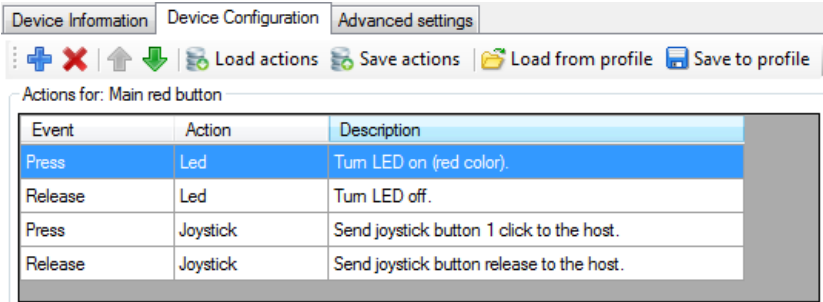 Device Information Device Configuration Advanced settings
Load actions Save actions Load from profile Save to profile
Actions for: Main red button
Event Action Description
Press Led Turn LED on (red color).
Release Led Turn LED off.
Press Joystick Send joystick button 1 click to the host.
Release Joystick Send joystick button release to the host.